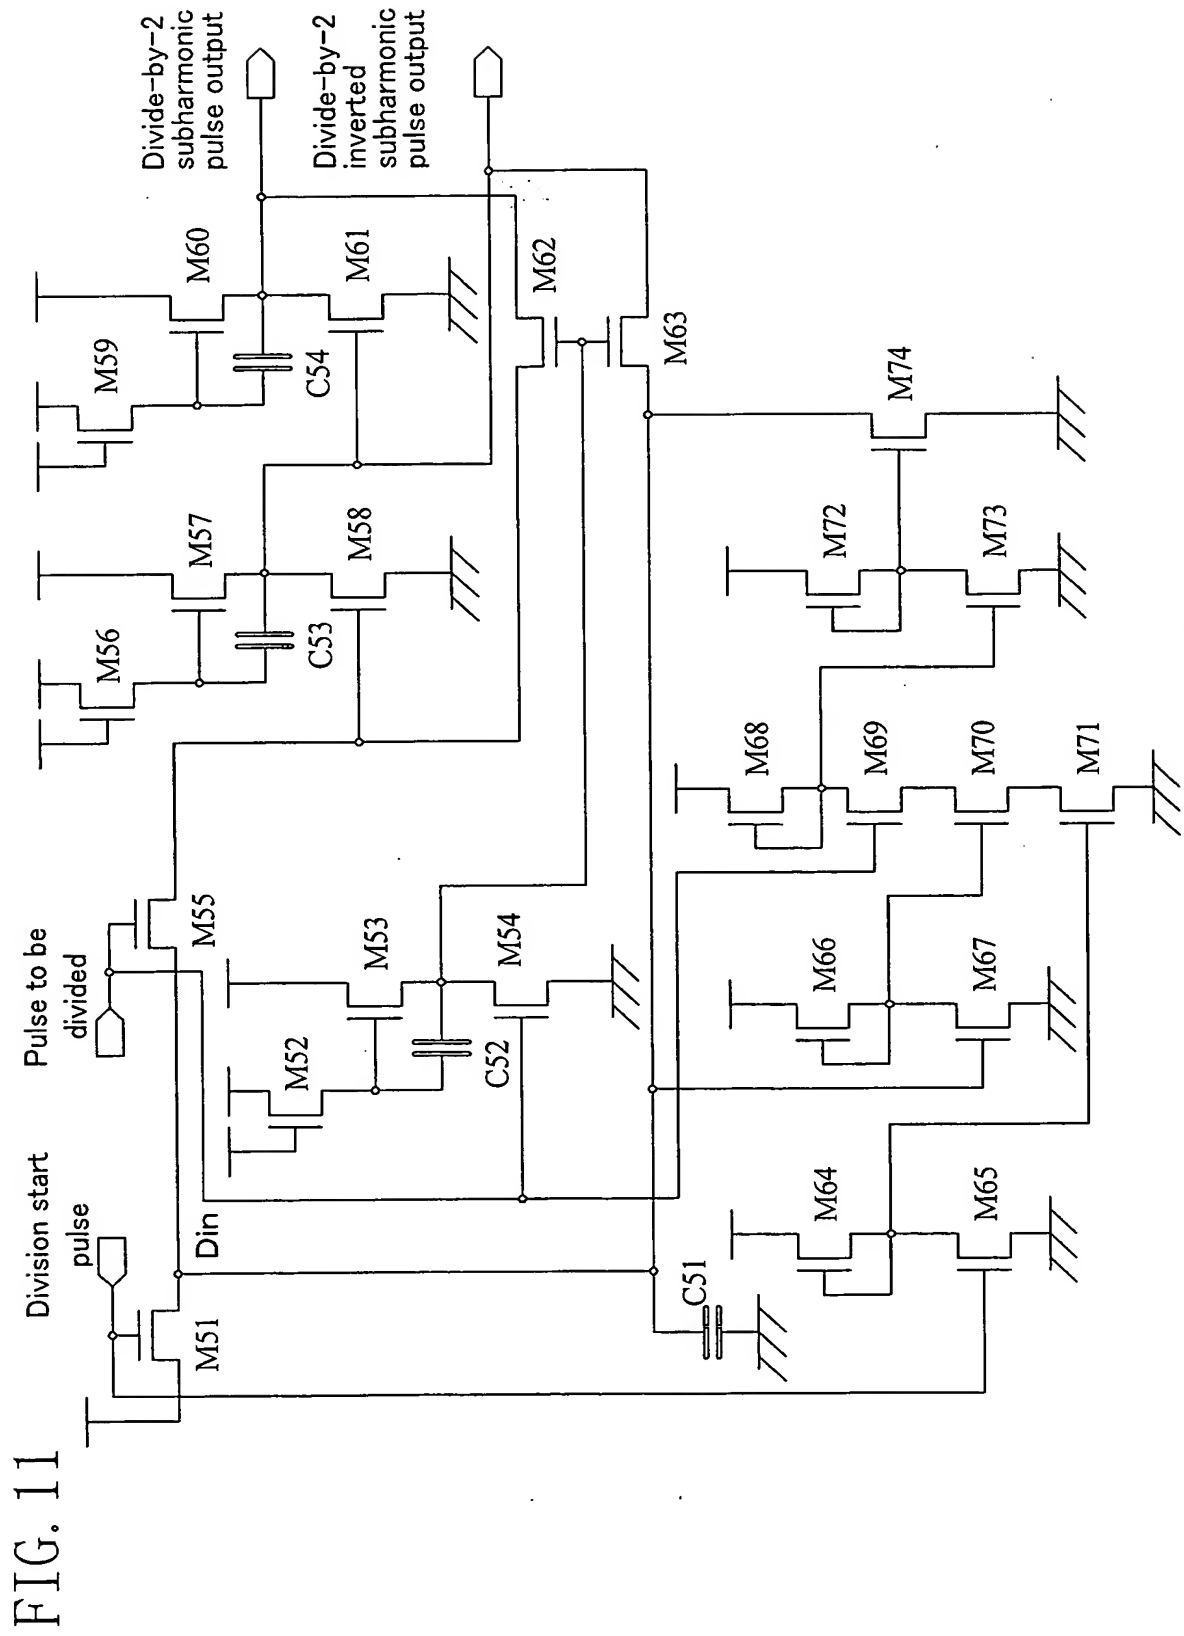 FIG. 11
Division start
pulse
Pulse to be
divided
Divide-by-2
subharmonic
pulse output
Divide-by-2
inverted
subharmonic
pulse output
M51
Din
M55
M52
M53
C52
M54
M56
M57
C53
M58
M59
M60
C54
M61
M62
M63
C51
M64
M65
M66
M67
M68
M69
M70
M71
M72
M73
M74